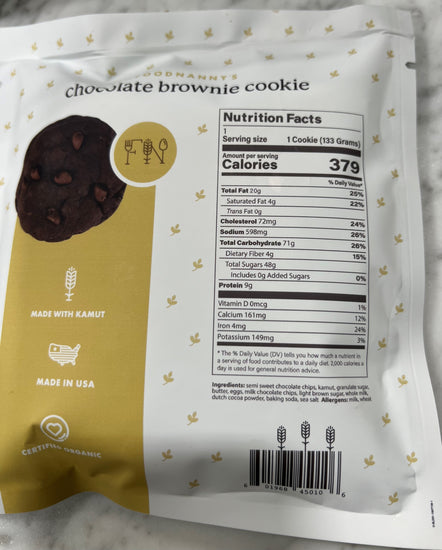 FOODNANNY'S
chocolate brownie cookie
MADE WITH KAMUT
MADE IN USA
CERTIFIED ORGANIC
Nutrition Facts
1
Serving size 1 Cookie (133 Grams)
Amount per serving
Calories 379
% Daily Value*
Total Fat 20g 25%
Saturated Fat 4g 22%
Trans Fat 0g
Cholesterol 72mg 24%
Sodium 598mg 26%
Total Carbohydrate 71g 26%
Dietary Fiber 4g 15%
Total Sugars 48g
Includes 0g Added Sugars 0%
Protein 9g
Vitamin D 0mcg 1%
Calcium 161mg 12%
Iron 4mg 24%
Potassium 149mg 3%
* The % Daily Value (DV) tells you how much a nutrient in
a serving of food contributes to a daily diet. 2,000 calories a
day is used for general nutrition advice.
Ingredients: semi sweet chocolate chips, kamut, granulate sugar,
butter, eggs, milk chocolate chips, light brown sugar, whole milk,
dutch cocoa powder, baking soda, sea salt Allergens: milk, wheat
6 01968 45010 6